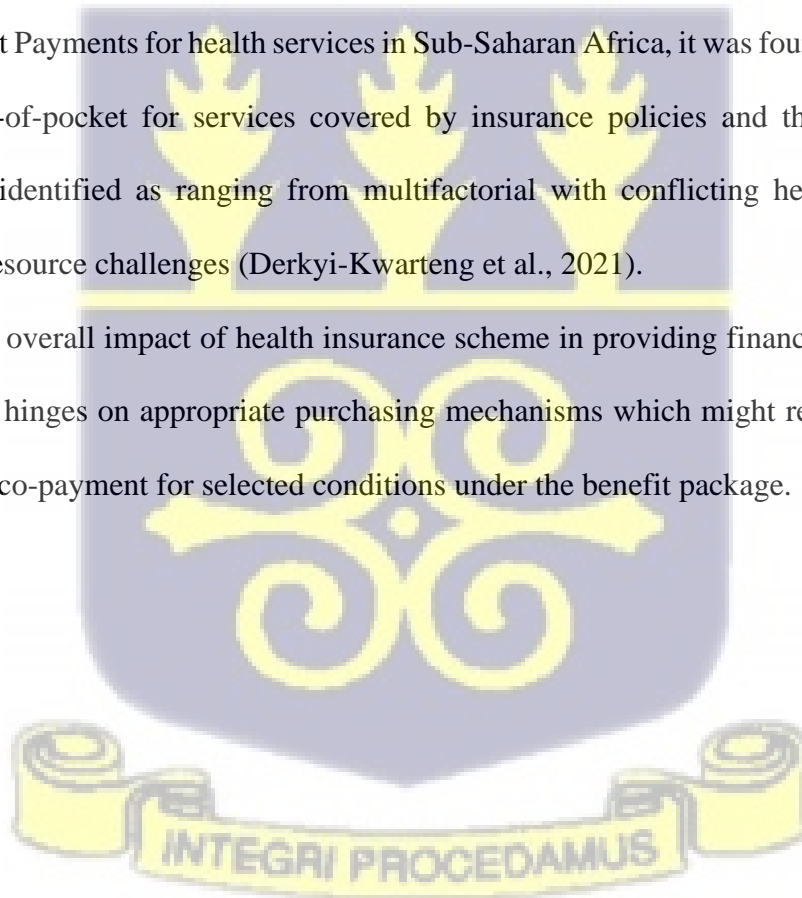 t Payments for health services in Sub-Saharan Africa, it was fou
-of-pocket for services covered by insurance policies and th
identified as ranging from multifactorial with conflicting he
esource challenges (Derkyi-Kwarteng et al., 2021).
overall impact of health insurance scheme in providing financ
hinges on appropriate purchasing mechanisms which might re
co-payment for selected conditions under the benefit package.
INTEGRI PROCEDAMUS